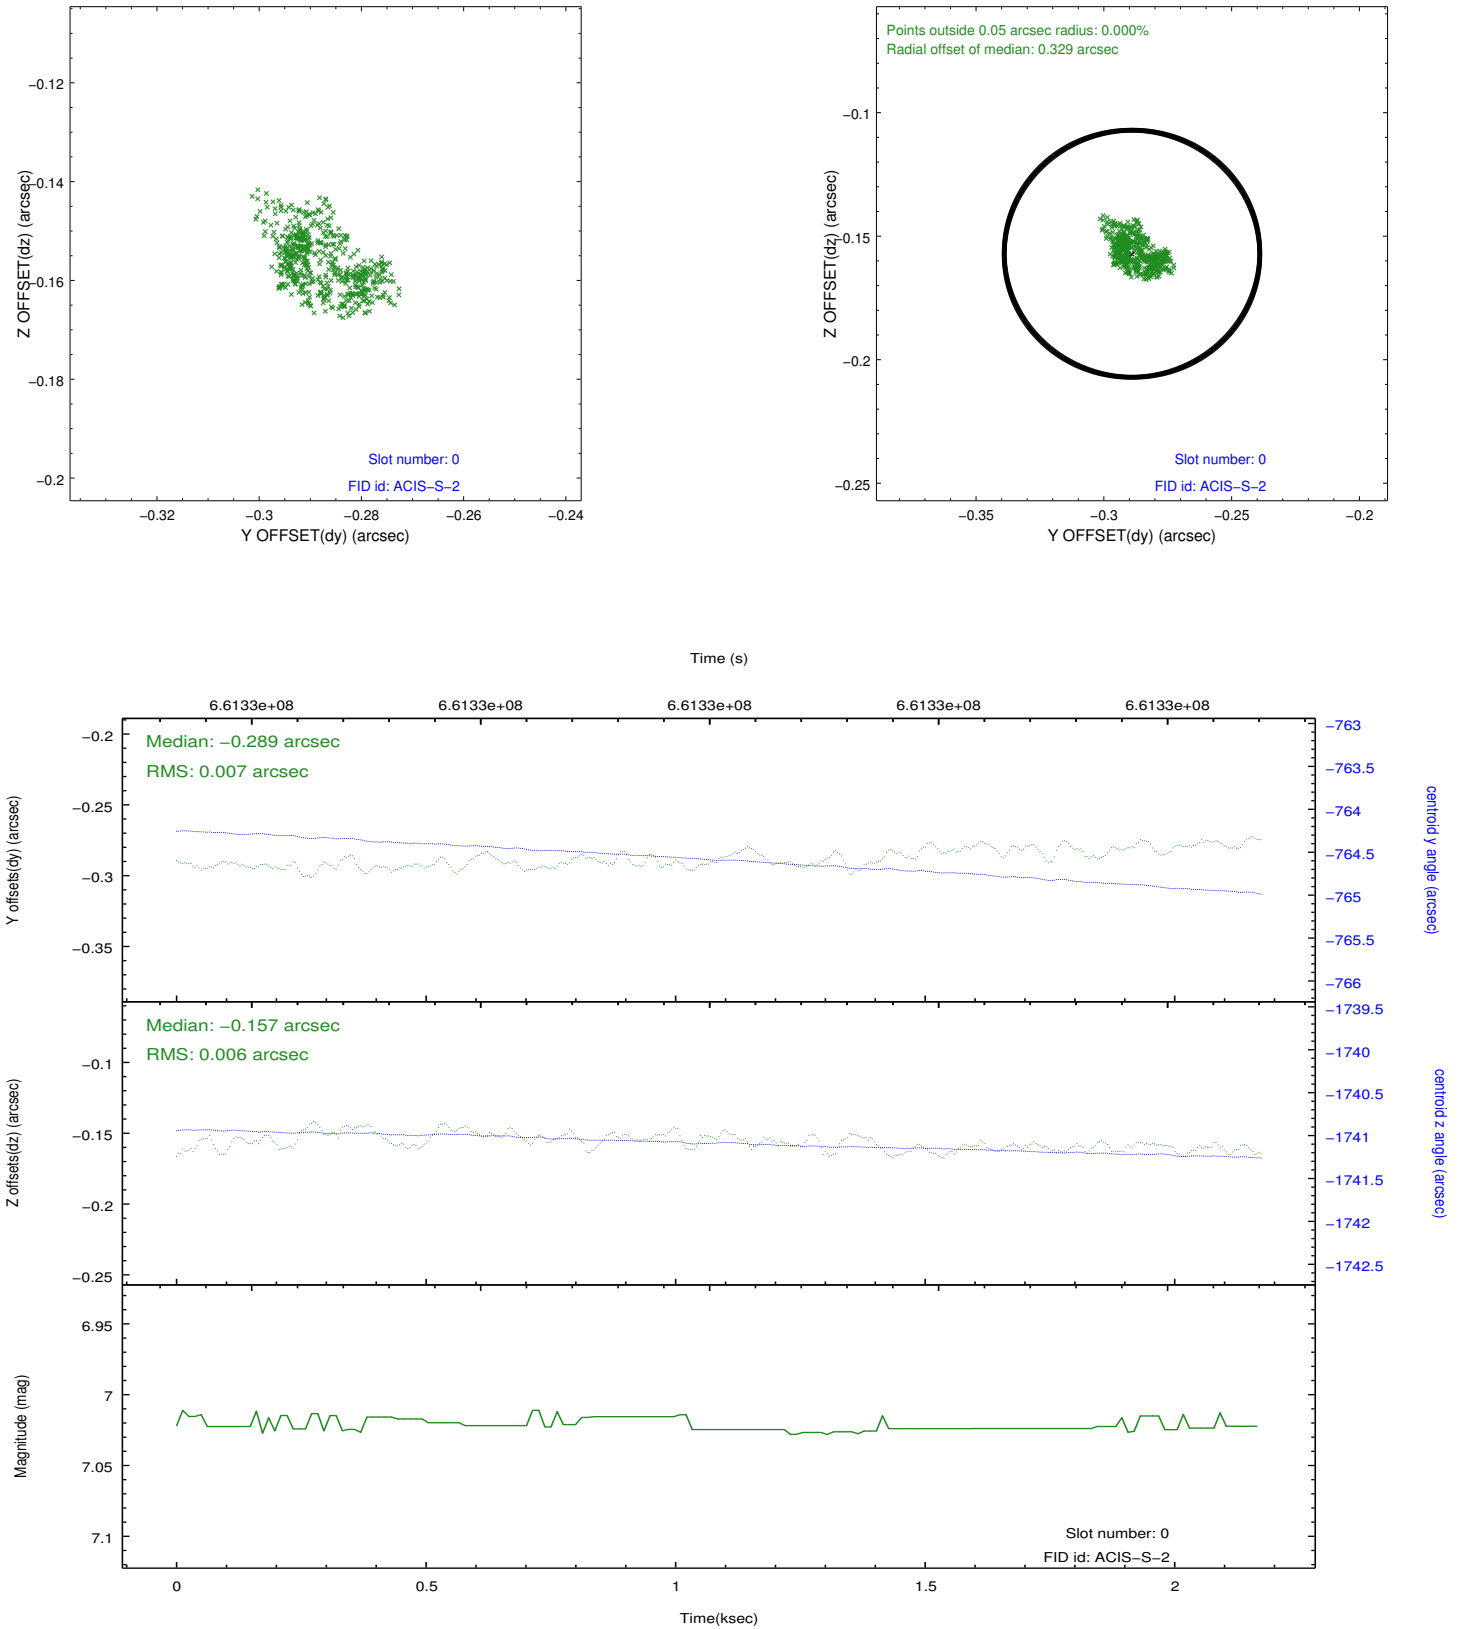 −0.12
−0.14
−0.16
−0.18
−0.2
Z OFFSET(dz) (arcsec)
Slot number: 0
FID id: ACIS−S−2
−0.32
−0.3
−0.28
−0.26
−0.24
Y OFFSET(dy) (arcsec)
Points outside 0.05 arcsec radius: 0.000%
Radial offset of median: 0.329 arcsec
−0.1
−0.15
−0.2
−0.25
Z OFFSET(dz) (arcsec)
Slot number: 0
FID id: ACIS−S−2
−0.35
−0.3
−0.25
−0.2
Y OFFSET(dy) (arcsec)
Time (s)
6.6133e+08
6.6133e+08
6.6133e+08
6.6133e+08
6.6133e+08
Median: −0.289 arcsec
RMS: 0.007 arcsec
−0.2
−0.25
−0.3
−0.35
Y offsets(dy) (arcsec)
−763
−763.5
−764
−764.5
−765
−765.5
−766
centroid y angle (arcsec)
Median: −0.157 arcsec
RMS: 0.006 arcsec
−0.1
−0.15
−0.2
−0.25
Z offsets(dz) (arcsec)
−1739.5
−1740
−1740.5
−1741
−1741.5
−1742
−1742.5
centroid z angle (arcsec)
6.95
7
7.05
7.1
Magnitude (mag)
Slot number: 0
FID id: ACIS−S−2
0
0.5
1
1.5
2
Time(ksec)